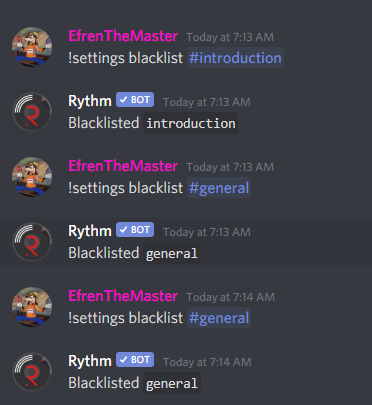 EfrenTheMaster Today at 7:13 AM
!settings blacklist #introduction
Rythm ✓ BOT Today at 7:13 AM
Blacklisted introduction
EfrenTheMaster Today at 7:13 AM
!settings blacklist #general
Rythm ✓ BOT Today at 7:13 AM
Blacklisted general
EfrenTheMaster Today at 7:14 AM
!settings blacklist #general
Rythm ✓ BOT Today at 7:14 AM
Blacklisted general